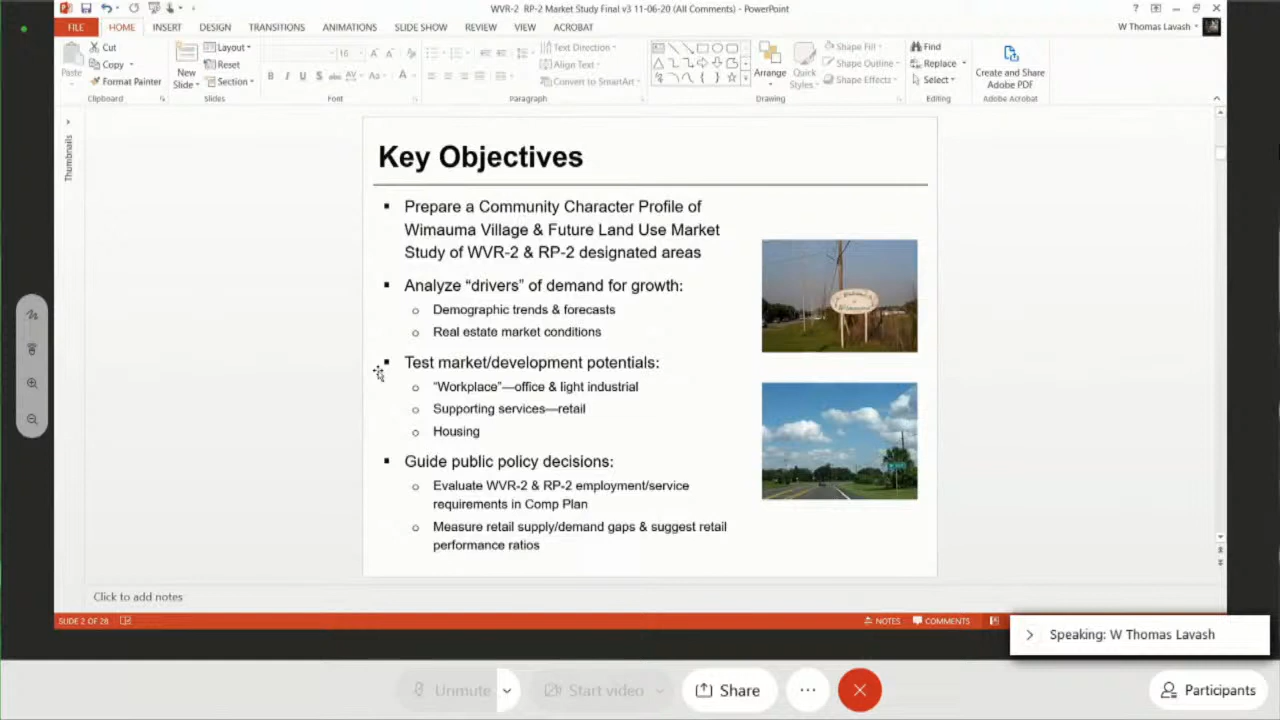 WVR-2 RP-2 Market Study Final v3 11-06-20 (All Comments) - PowerPoint
FILE HOME INSERT DESIGN TRANSITIONS ANIMATIONS SLIDE SHOW REVIEW VIEW ACROBAT
W Thomas Lavash
Paste
Cut
Copy
Format Painter
Clipboard
New Slide
Layout
Reset
Section
Slides
16
Font
Text Direction
Align Text
Convert to SmartArt
Paragraph
Arrange
Quick Styles
Shape Fill
Shape Outline
Shape Effects
Drawing
Find
Replace
Select
Editing
Create and Share
Adobe PDF
Adobe Acrobat
Thumbnails
Key Objectives
Prepare a Community Character Profile of
Wimauma Village & Future Land Use Market
Study of WVR-2 & RP-2 designated areas
Analyze “drivers” of demand for growth:
Demographic trends & forecasts
Real estate market conditions
Test market/development potentials:
“Workplace”—office & light industrial
Supporting services—retail
Housing
Guide public policy decisions:
Evaluate WVR-2 & RP-2 employment/service
requirements in Comp Plan
Measure retail supply/demand gaps & suggest retail
performance ratios
Click to add notes
SLIDE 2 OF 28
NOTES COMMENTS
Speaking: W Thomas Lavash
Unmute Start video Share Participants